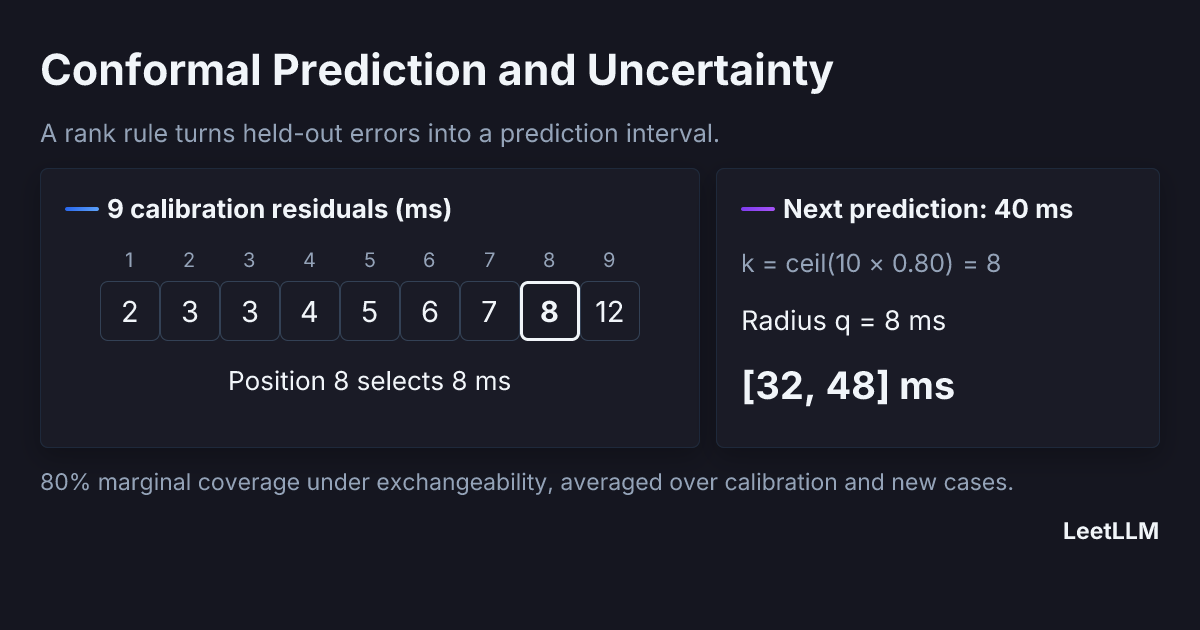 Conformal Prediction and Uncertainty
A rank rule turns held-out errors into a prediction interval.
9 calibration residuals (ms)
1 2 3 4 5 6 7 8 9
2 3 3 4 5 6 7 8 12
Position 8 selects 8 ms
Next prediction: 40 ms
k = ceil(10 × 0.80) = 8
Radius q = 8 ms
[32, 48] ms
80% marginal coverage under exchangeability, averaged over calibration and new cases.
LeetLLM